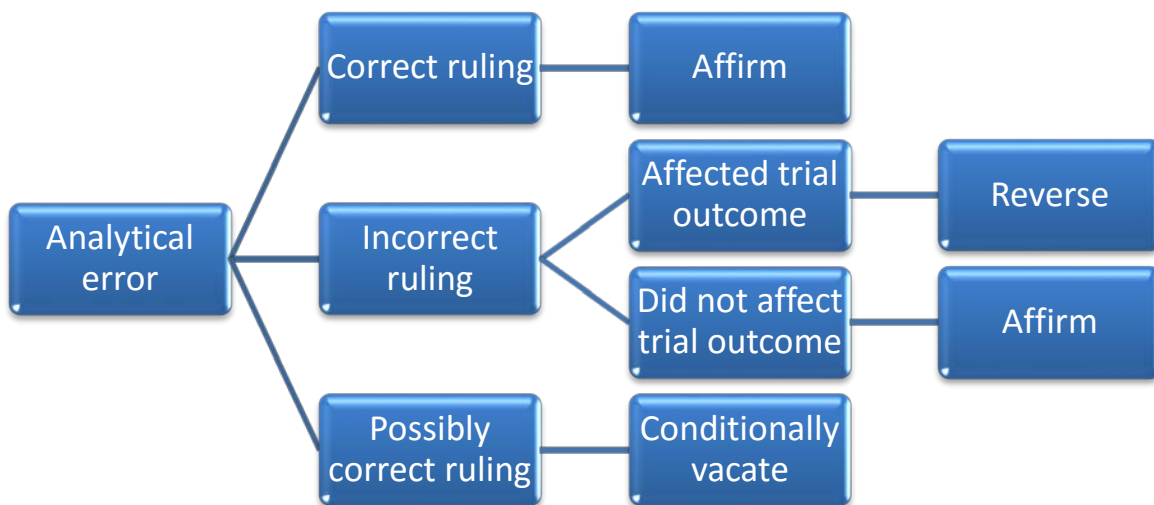 Correct ruling
Affirm
Affected trial
outcome
Reverse
Analytical
error
Incorrect
ruling
Did not affect
trial outcome
Affirm
Possibly
correct ruling
Conditionally
vacate